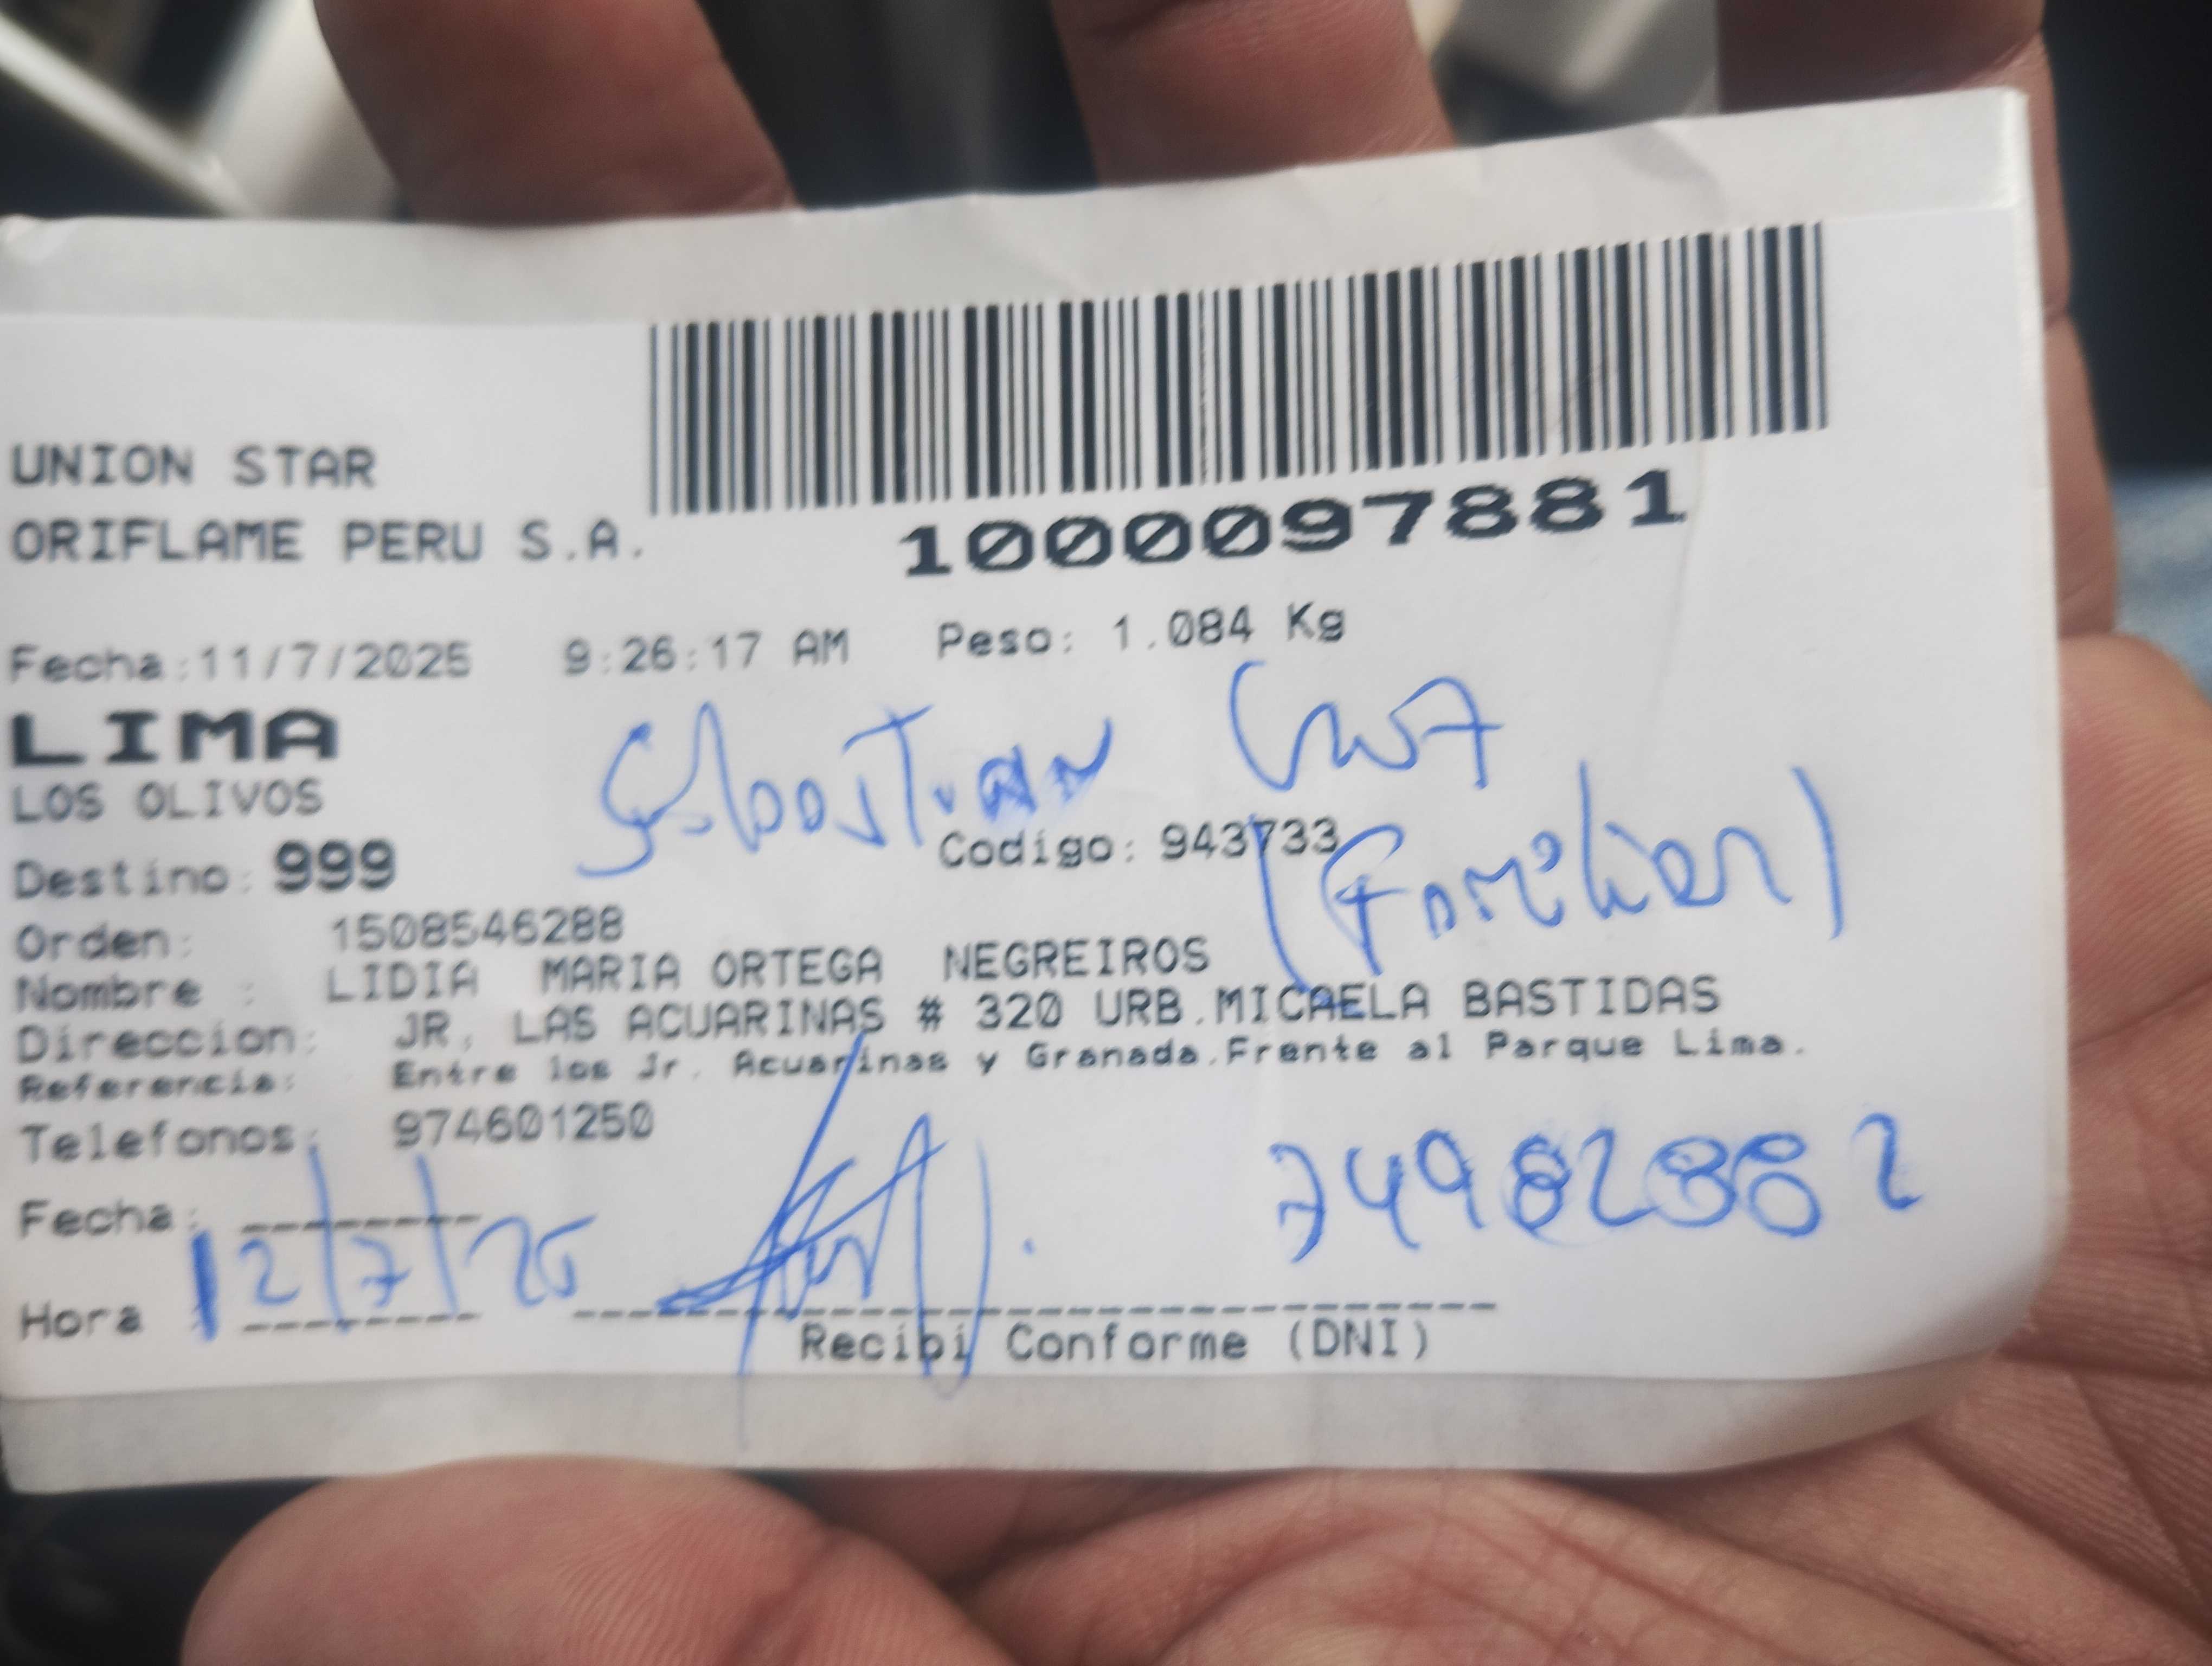 UNION STAR
ORIFLAME PERU S.A.
1000097881
Fecha:11/7/2025 9:26:17 AM Peso: 1.084 Kg
LIMA
Sebastian
LOS OLIVOS
(Familiar)
Destino: 999 Codigo: 943733
Orden: 1508546288
Nombre : LIDIA MARIA ORTEGA NEGREIROS
Direccion: JR, LAS ACUARINAS # 320 URB.MICAELA BASTIDAS
Referencia: Entre los Jr. Acuarinas y Granada.Frente al Parque Lima.
Telefonos: 974601250
Fecha:
12/7/25
Hora
Recibi Conforme (DNI)